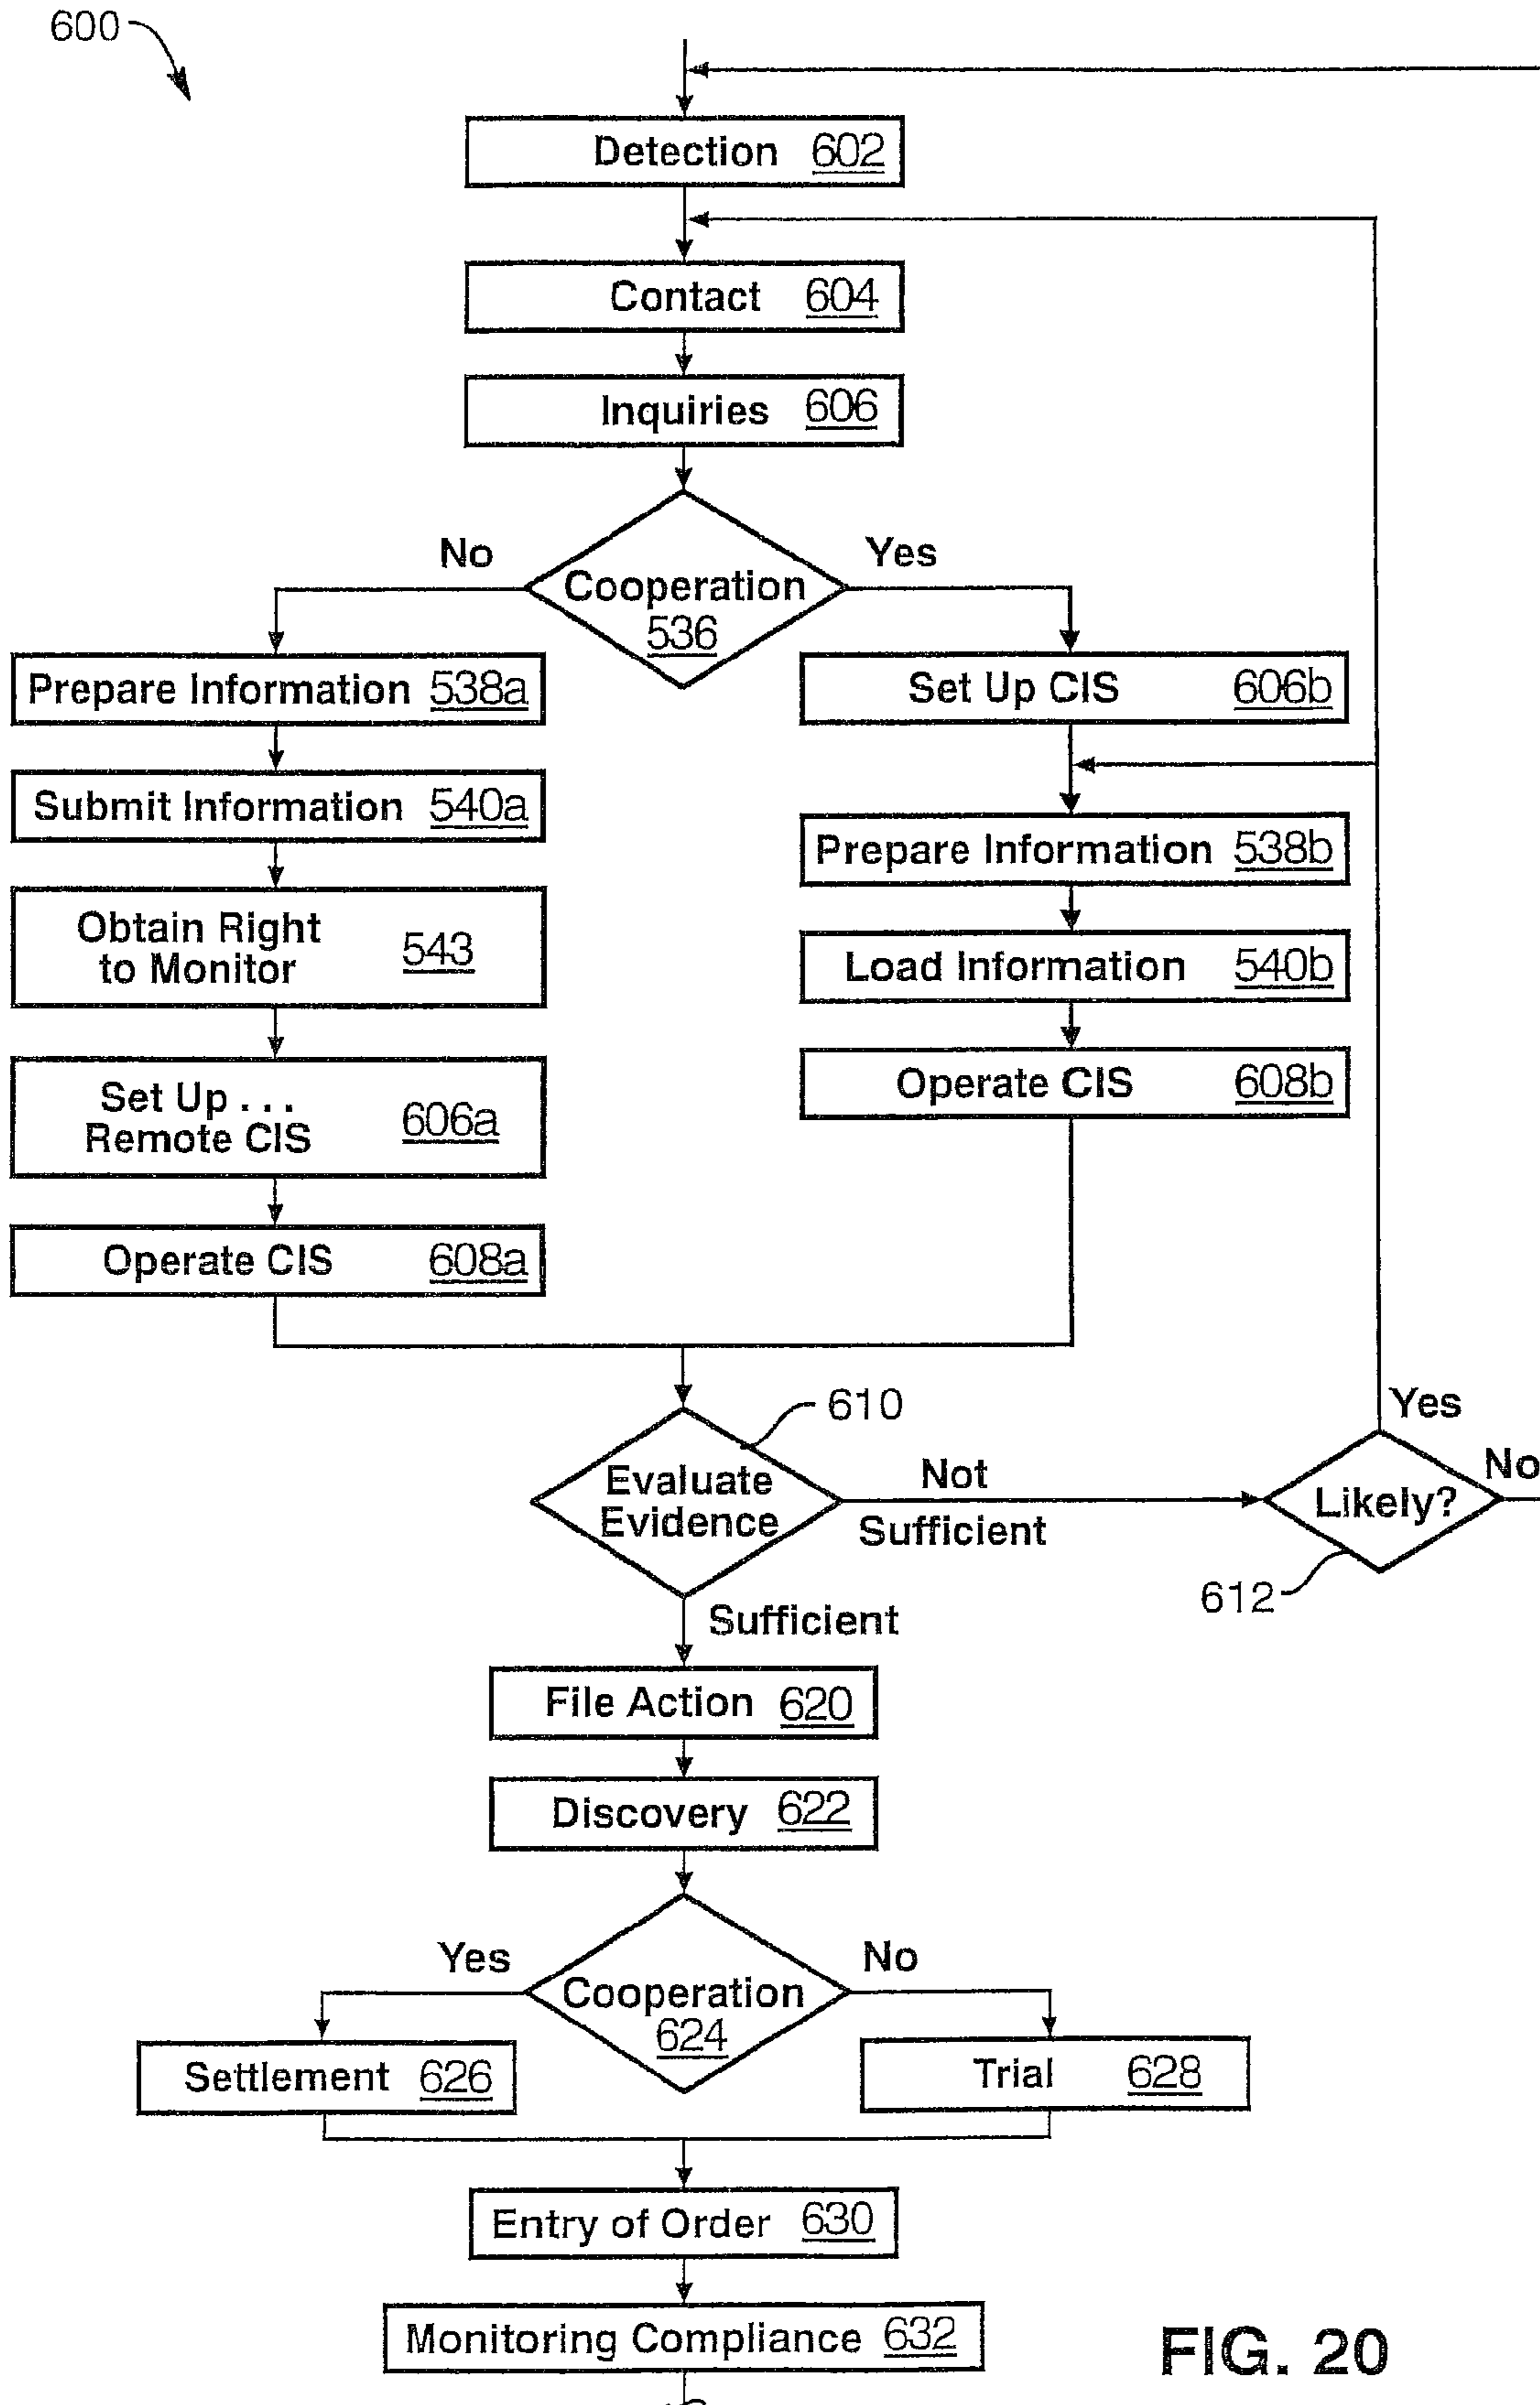 600
Detection 602
Contact 604
Inquiries 606
No
Yes
Cooperation
536
Prepare Information 538a
Submit Information 540a
Obtain Right
to Monitor 543
Set Up . . .
Remote CIS 606a
Operate CIS 608a
Set Up CIS 606b
Prepare Information 538b
Load Information 540b
Operate CIS 608b
610
Evaluate
Evidence
Not
Sufficient
Yes
No
Likely?
612
Sufficient
File Action 620
Discovery 622
Yes
No
Cooperation
624
Settlement 626
Trial 628
Entry of Order 630
Monitoring Compliance 632
FIG. 20